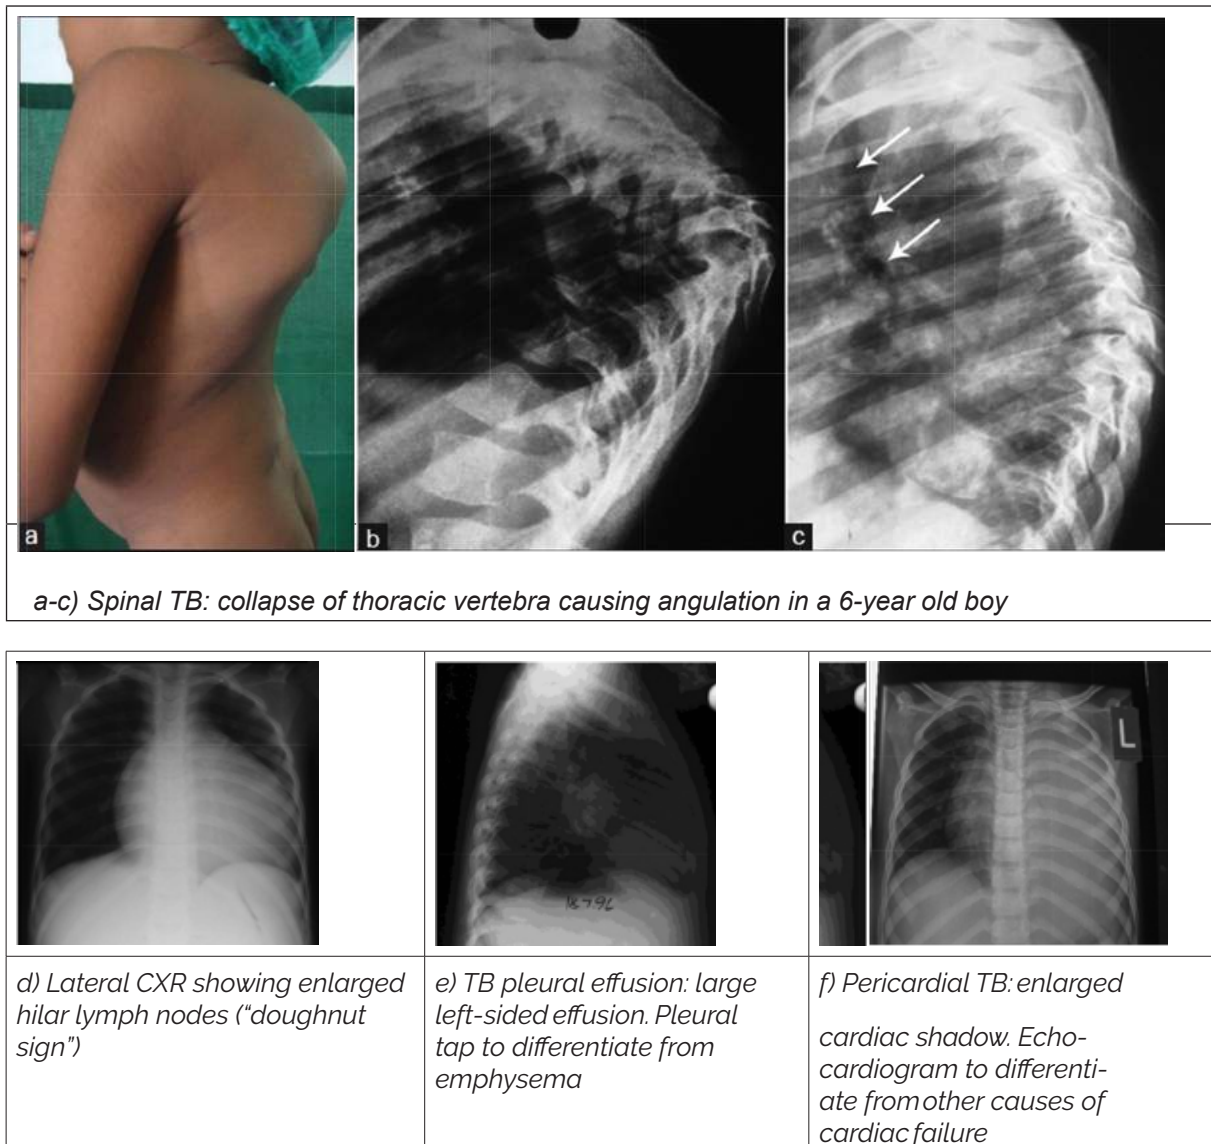 a
b
c
a-c) Spinal TB: collapse of thoracic vertebra causing angulation in a 6-year old boy
L
d) Lateral CXR showing enlarged
hilar lymph nodes (“doughnut
sign”)
e) TB pleural effusion: large
left-sided effusion. Pleural
tap to differentiate from
emphysema
f) Pericardial TB: enlarged
cardiac shadow. Echo-
cardiogram to differenti-
ate from other causes of
cardiac failure